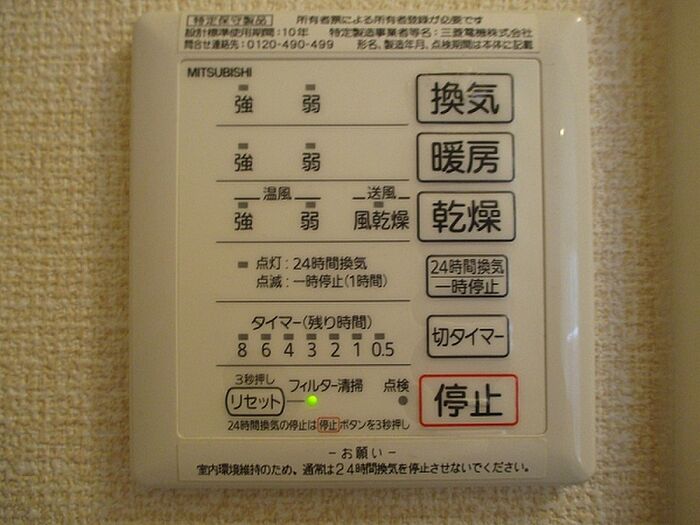 特定保守製品 所有者票による所有者登録が必要です
設計標準使用期間:10年 特定製造事業者等名:三菱電機株式会社
問合せ連絡先:0120-490-499 形名、製造年月、点検期間は本体に記載
MITSUBISHI
強 弱 換気
強 弱 暖房
温風 送風
強 弱 風乾燥 乾燥
点灯:24時間換気
点滅:一時停止(1時間)
24時間換気
一時停止
タイマー(残り時間)
8 6 4 3 2 1 0.5
切タイマー
3秒押し
リセット フィルター清掃 点検
停止
24時間換気の停止は停止ボタンを3秒押し
-お願い-
室内環境維持のため、通常は24時間換気を停止させないでください。